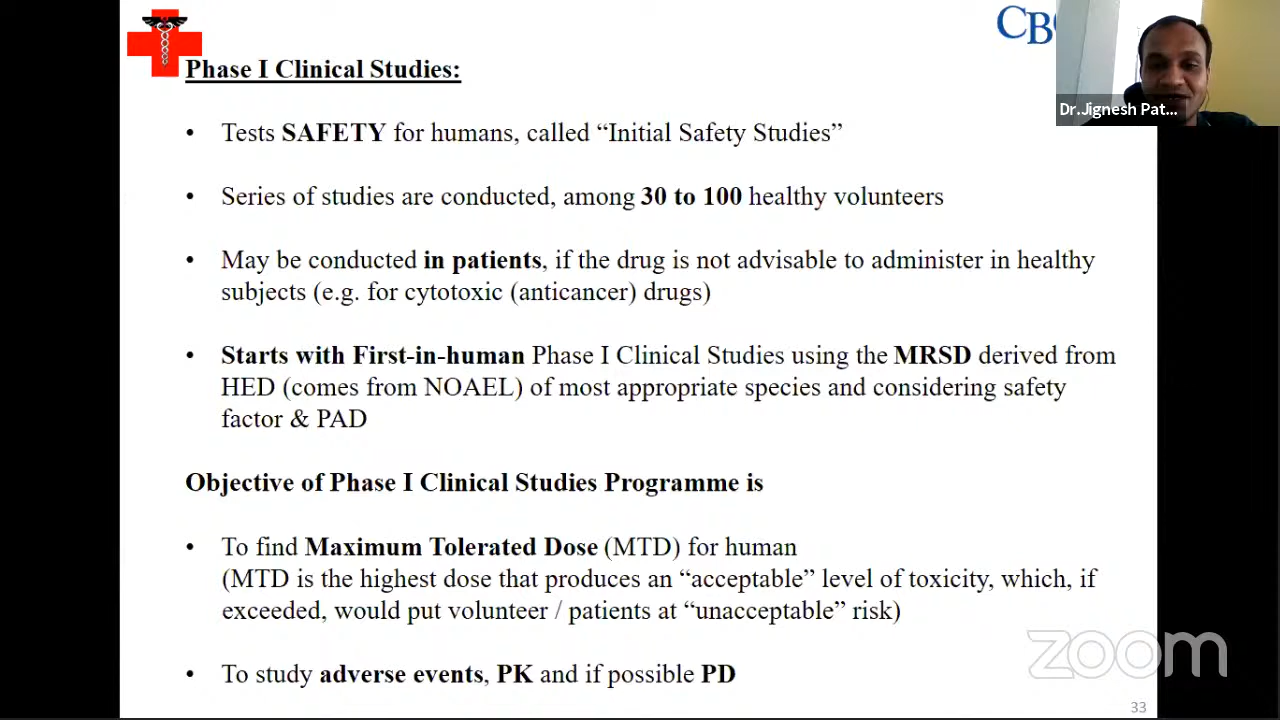 CB
Dr.Jignesh Pat...
Phase I Clinical Studies:
• Tests SAFETY for humans, called “Initial Safety Studies”
• Series of studies are conducted, among 30 to 100 healthy volunteers
• May be conducted in patients, if the drug is not advisable to administer in healthy
subjects (e.g. for cytotoxic (anticancer) drugs)
• Starts with First-in-human Phase I Clinical Studies using the MRSD derived from
HED (comes from NOAEL) of most appropriate species and considering safety
factor & PAD
Objective of Phase I Clinical Studies Programme is
• To find Maximum Tolerated Dose (MTD) for human
(MTD is the highest dose that produces an “acceptable” level of toxicity, which, if
exceeded, would put volunteer / patients at “unacceptable” risk)
• To study adverse events, PK and if possible PD
zoom
33